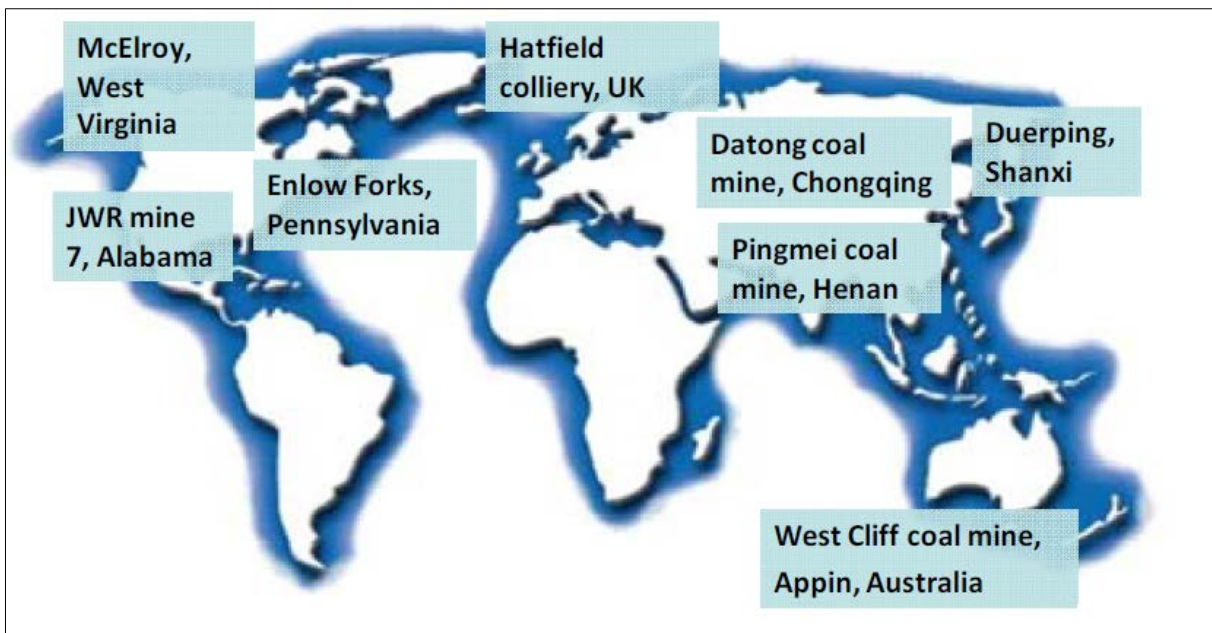 McElroy,
West
Virginia
Hatfield
colliery, UK
Datong coal
mine, Chongqing
Duerping,
Shanxi
Enlow Forks,
Pennsylvania
JWR mine
7, Alabama
Pingmei coal
mine, Henan
West Cliff coal mine,
Appin, Australia